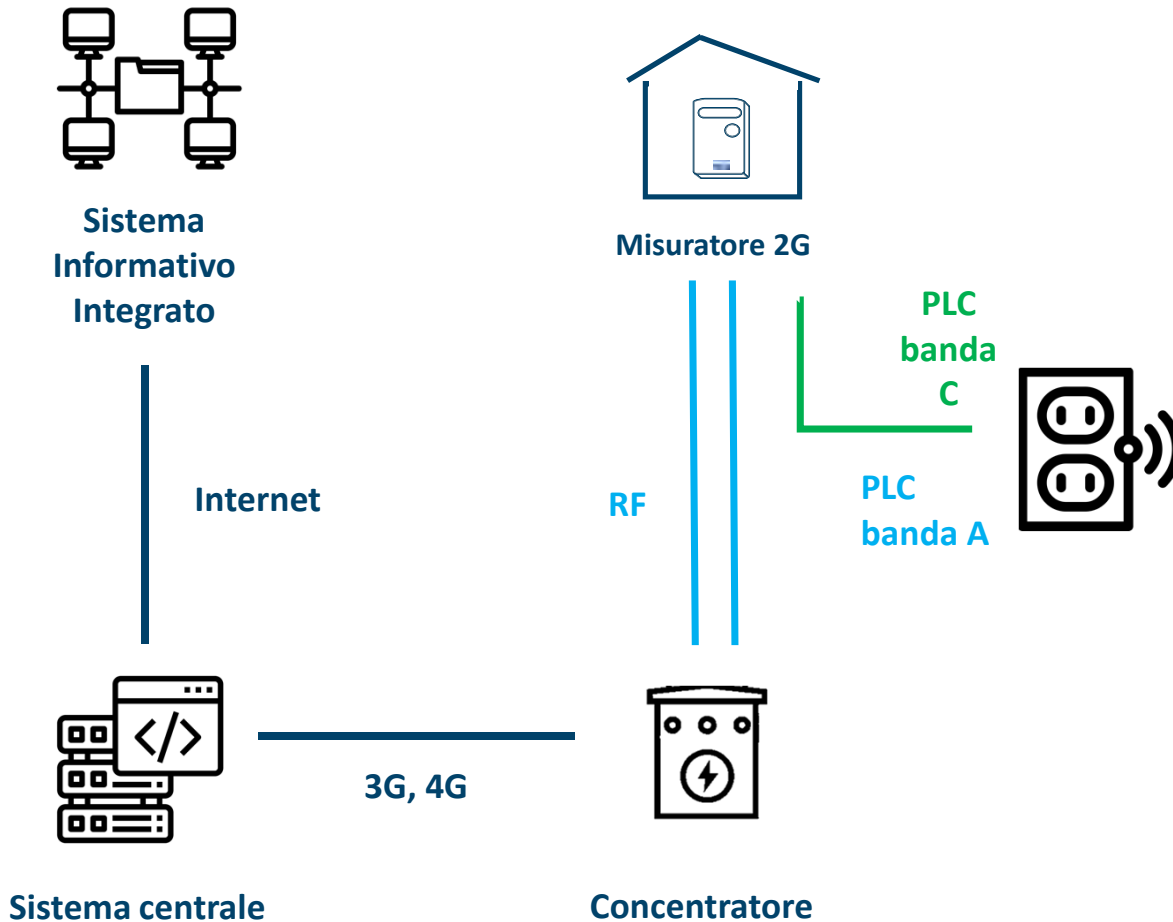 Sistema
Informativo
Integrato
Misuratore 2G
PLC
banda
C
Internet
RF
PLC
banda A
</>
3G, 4G
Sistema centrale
Concentratore